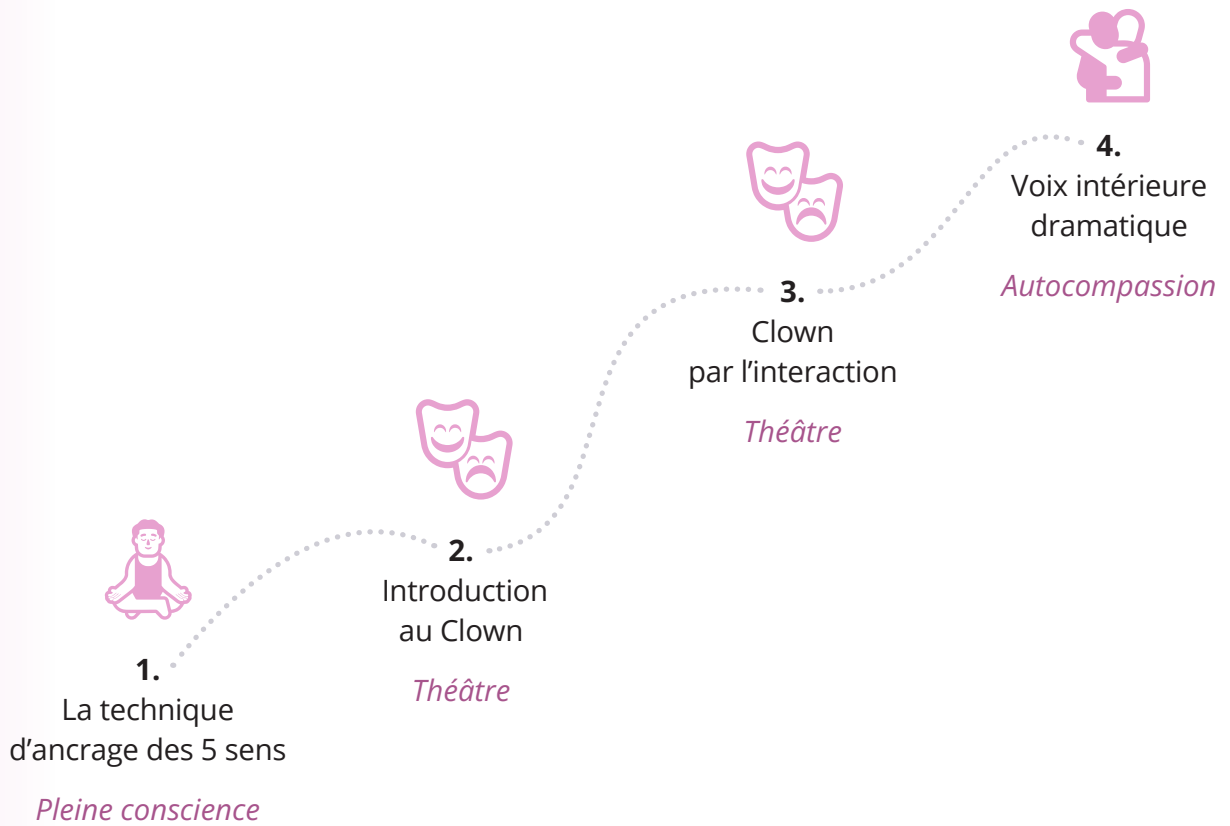 1.
La technique
d'ancrage des 5 sens
Pleine conscience
2.
Introduction
au Clown
Théâtre
3.
Clown
par l'interaction
Théâtre
4.
Voix intérieure
dramatique
Autocompassion